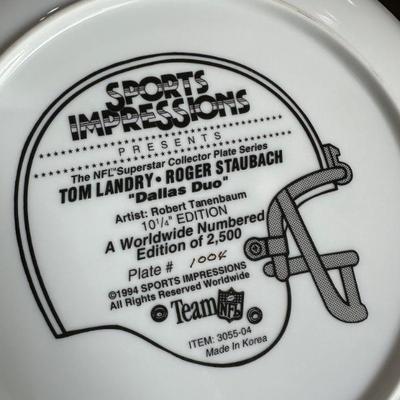 SPORTS
IMPRESSIONS
PRESENTS
The NFL™ Superstar Collector Plate Series
TOM LANDRY • ROGER STAUBACH
"Dallas Duo"
Artist: Robert Tanenbaum
10¼" EDITION
A Worldwide Numbered
Edition of 2,500
Plate # 1004
©1994 SPORTS IMPRESSIONS
All Rights Reserved Worldwide
Team NFL
ITEM: 3055-04
Made in Korea